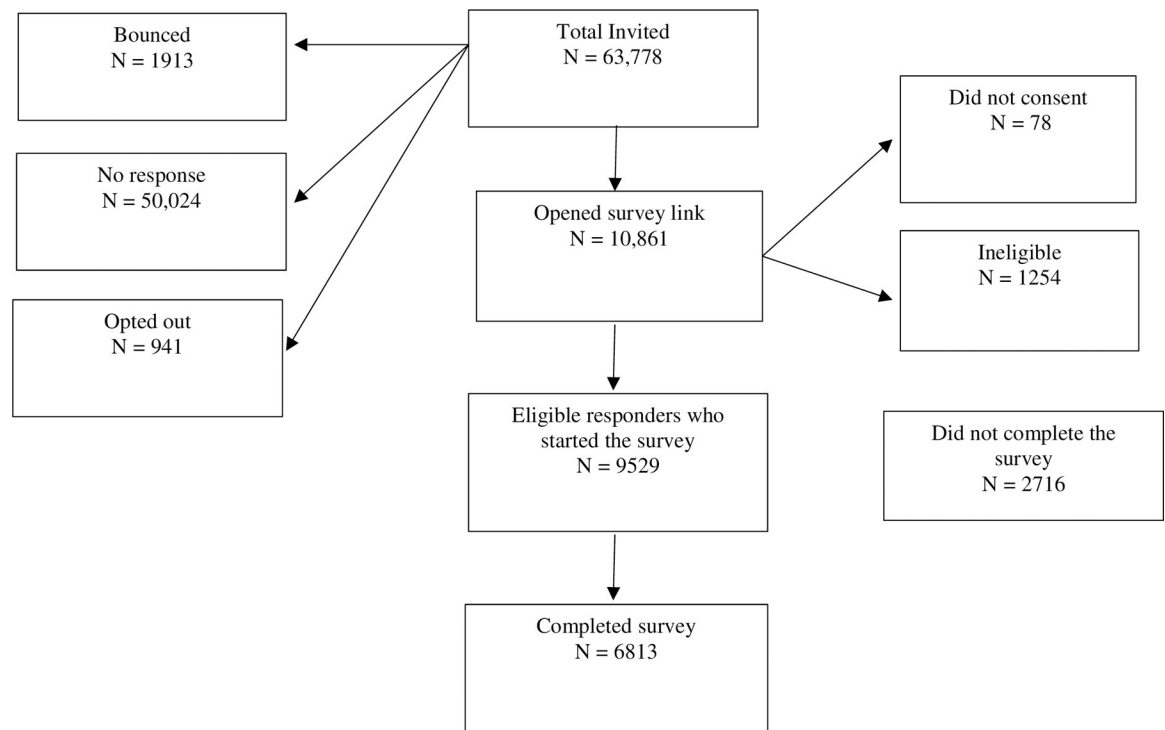 Bounced
N = 1913
Total Invited
N = 63,778
Did not consent
N = 78
No response
N = 50,024
Opened survey link
N = 10,861
Ineligible
N = 1254
Opted out
N = 941
Eligible responders who
started the survey
N = 9529
Did not complete the
survey
N = 2716
Completed survey
N = 6813